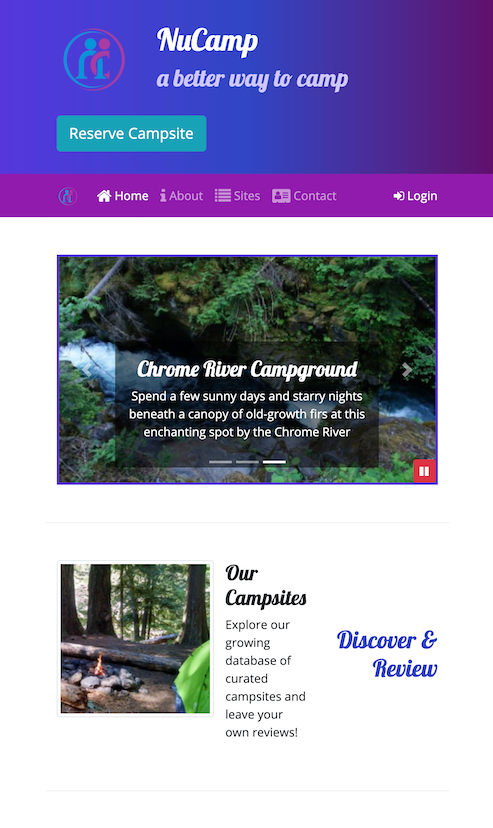 NuCamp
a better way to camp
Reserve Campsite
Home About Sites Contact Login
Chrome River Campground
Spend a few sunny days and starry nights
beneath a canopy of old-growth firs at this
enchanting spot by the Chrome River
Our
Campsites
Explore our
growing
database of
curated
campsites and
leave your
own reviews!
Discover &
Review